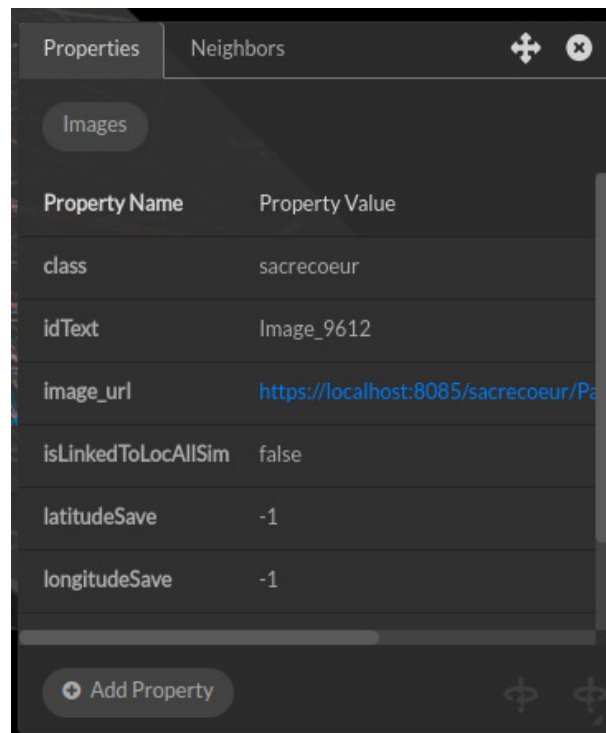 Properties Neighbors
Images
Property Name Property Value
class sacrecoeur
idText Image_9612
image_url https://localhost:8085/sacrecoeur/Pa
isLinkedToLocAllSim false
latitudeSave -1
longitudeSave -1
Add Property